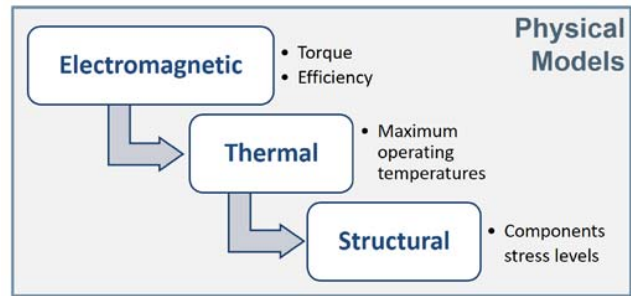 Physical
Models
Electromagnetic
• Torque
• Efficiency
Thermal
• Maximum
operating
temperatures
Structural
• Components
stress levels